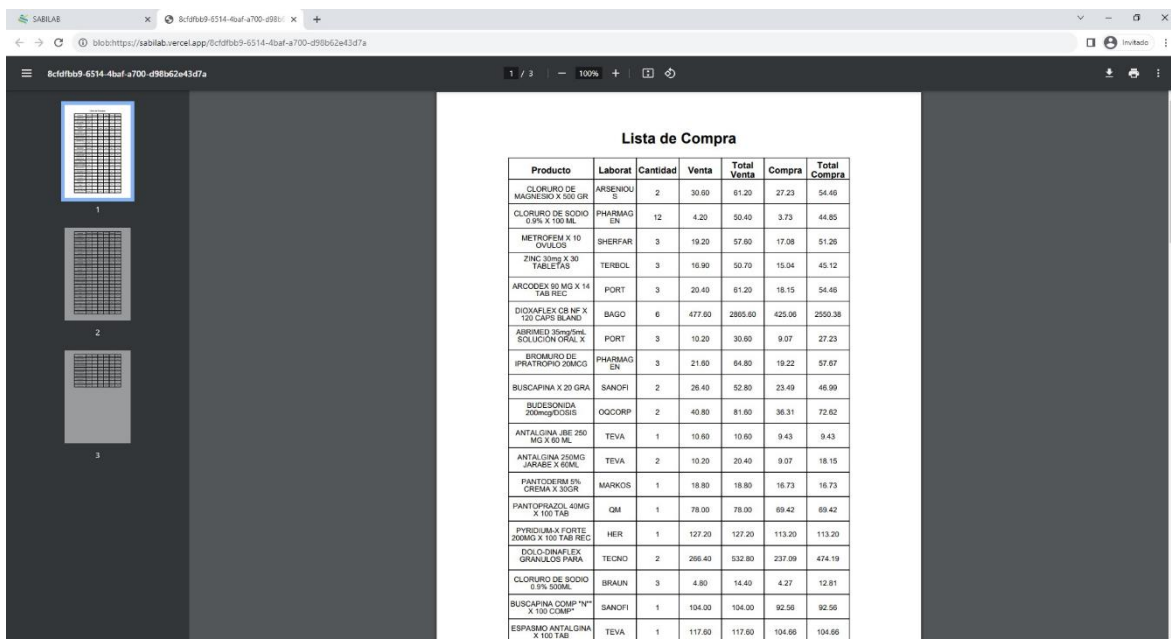 SABILAB
8cfdfbb9-6514-4baf-a700-d98b
blob:https://sabilab.vercel.app/8cfdfbb9-6514-4baf-a700-d98b62e43d7a
Invitado
8cfdfbb9-6514-4baf-a700-d98b62e43d7a
1 / 3
100%
1
2
3
Lista de Compra
Producto Laborat Cantidad Venta Total Venta Compra Total Compra
CLORURO DE MAGNESIO X 500 GR ARSENIOU S 2 30.60 61.20 27.23 54.46
CLORURO DE SODIO 0.9% X 100 ML PHARMAG EN 12 4.20 50.40 3.73 44.85
METROFEM X 10 OVULOS SHERFAR 3 19.20 57.60 17.08 51.26
ZINC 30mg X 30 TABLETAS TERBOL 3 16.90 50.70 15.04 45.12
ARCODEX 90 MG X 14 TAB REC PORT 3 20.40 61.20 18.15 54.46
DIOXAFLEX CB NF X 120 CAPS BLAND BAGO 6 477.60 2865.60 425.06 2550.38
ABRIMED 35mg/5mL SOLUCIÓN ORAL X PORT 3 10.20 30.60 9.07 27.23
BROMURO DE IPRATROPIO 20MCG PHARMAG EN 3 21.60 64.80 19.22 57.67
BUSCAPINA X 20 GRA SANOFI 2 26.40 52.80 23.49 46.99
BUDESONIDA 200mcg/DOSIS OQCORP 2 40.80 81.60 36.31 72.62
ANTALGINA JBE 250 MG X 60 ML TEVA 1 10.60 10.60 9.43 9.43
ANTALGINA 250MG JARABE X 60ML TEVA 2 10.20 20.40 9.07 18.15
PANTODERM 5% CREMA X 30GR MARKOS 1 18.80 18.80 16.73 16.73
PANTOPRAZOL 40MG X 100 TAB QM 1 78.00 78.00 69.42 69.42
PYRIDIUM-X FORTE 200MG X 100 TAB REC HER 1 127.20 127.20 113.20 113.20
DOLO-DINAFLEX GRANULOS PARA TECNO 2 266.40 532.80 237.09 474.19
CLORURO DE SODIO 0.9% 500ML BRAUN 3 4.80 14.40 4.27 12.81
BUSCAPINA COMP "N"" X 100 COMP" SANOFI 1 104.00 104.00 92.56 92.56
ESPASMO ANTALGINA X 100 TAB TEVA 1 117.60 117.60 104.66 104.66